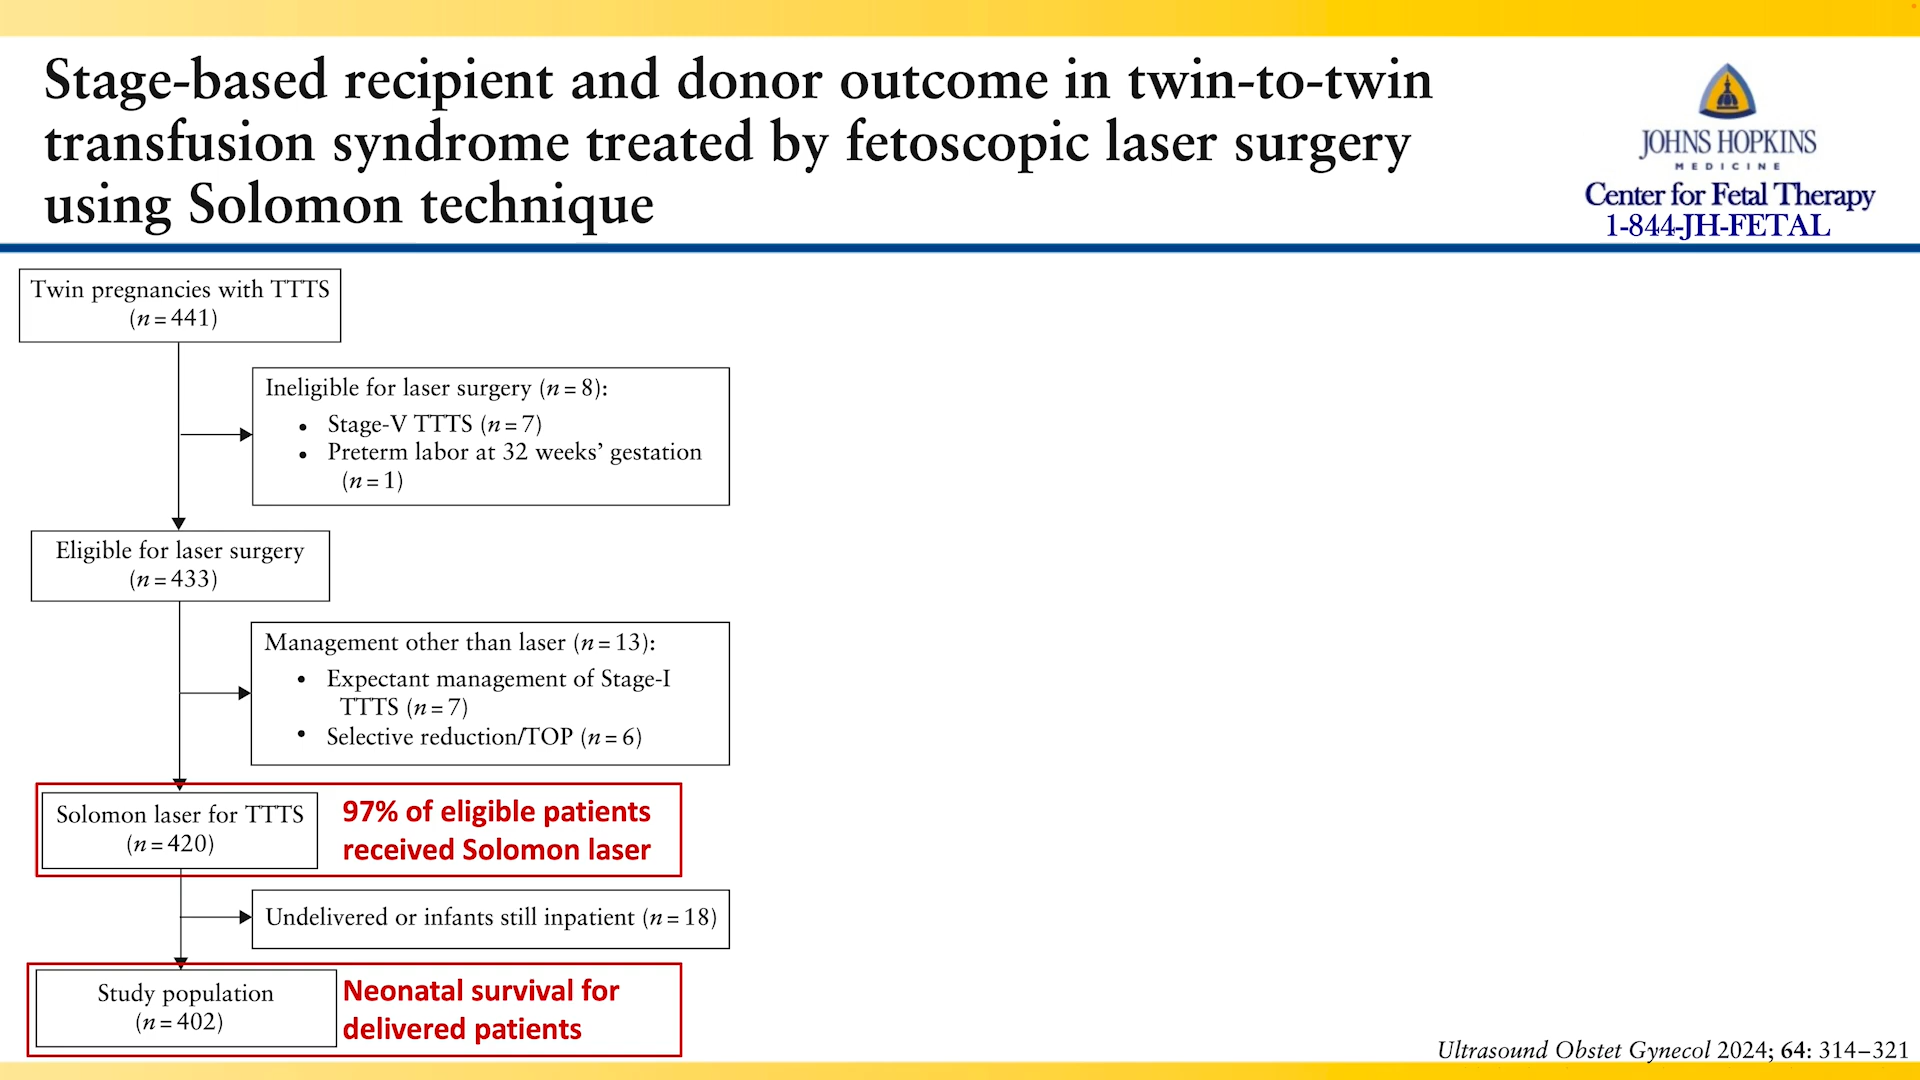 Stage-based recipient and donor outcome in twin-to-twin
transfusion syndrome treated by fetoscopic laser surgery
using Solomon technique
JOHNS HOPKINS
MEDICINE
Center for Fetal Therapy
1-844-JH-FETAL
Twin pregnancies with TTTS
(n = 441)
Ineligible for laser surgery (n = 8):
• Stage-V TTTS (n = 7)
• Preterm labor at 32 weeks’ gestation
(n = 1)
Eligible for laser surgery
(n = 433)
Management other than laser (n = 13):
• Expectant management of Stage-I
TTTS (n = 7)
• Selective reduction/TOP (n = 6)
Solomon laser for TTTS
(n = 420)
97% of eligible patients
received Solomon laser
Undelivered or infants still inpatient (n = 18)
Study population
(n = 402)
Neonatal survival for
delivered patients
Ultrasound Obstet Gynecol 2024; 64: 314–321